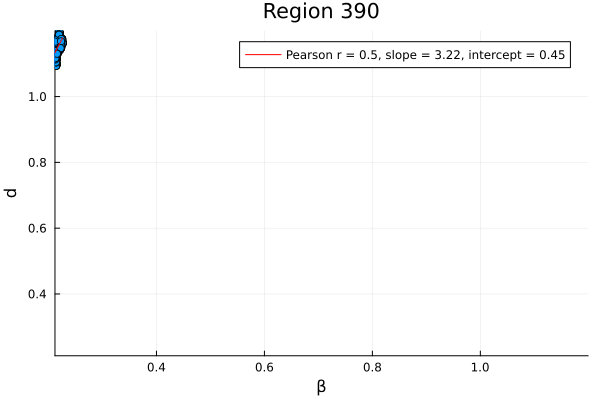 Region 390
Pearson r = 0.5, slope = 3.22, intercept = 0.45
d
1.0
0.8
0.6
0.4
0.4 0.6 0.8 1.0
β